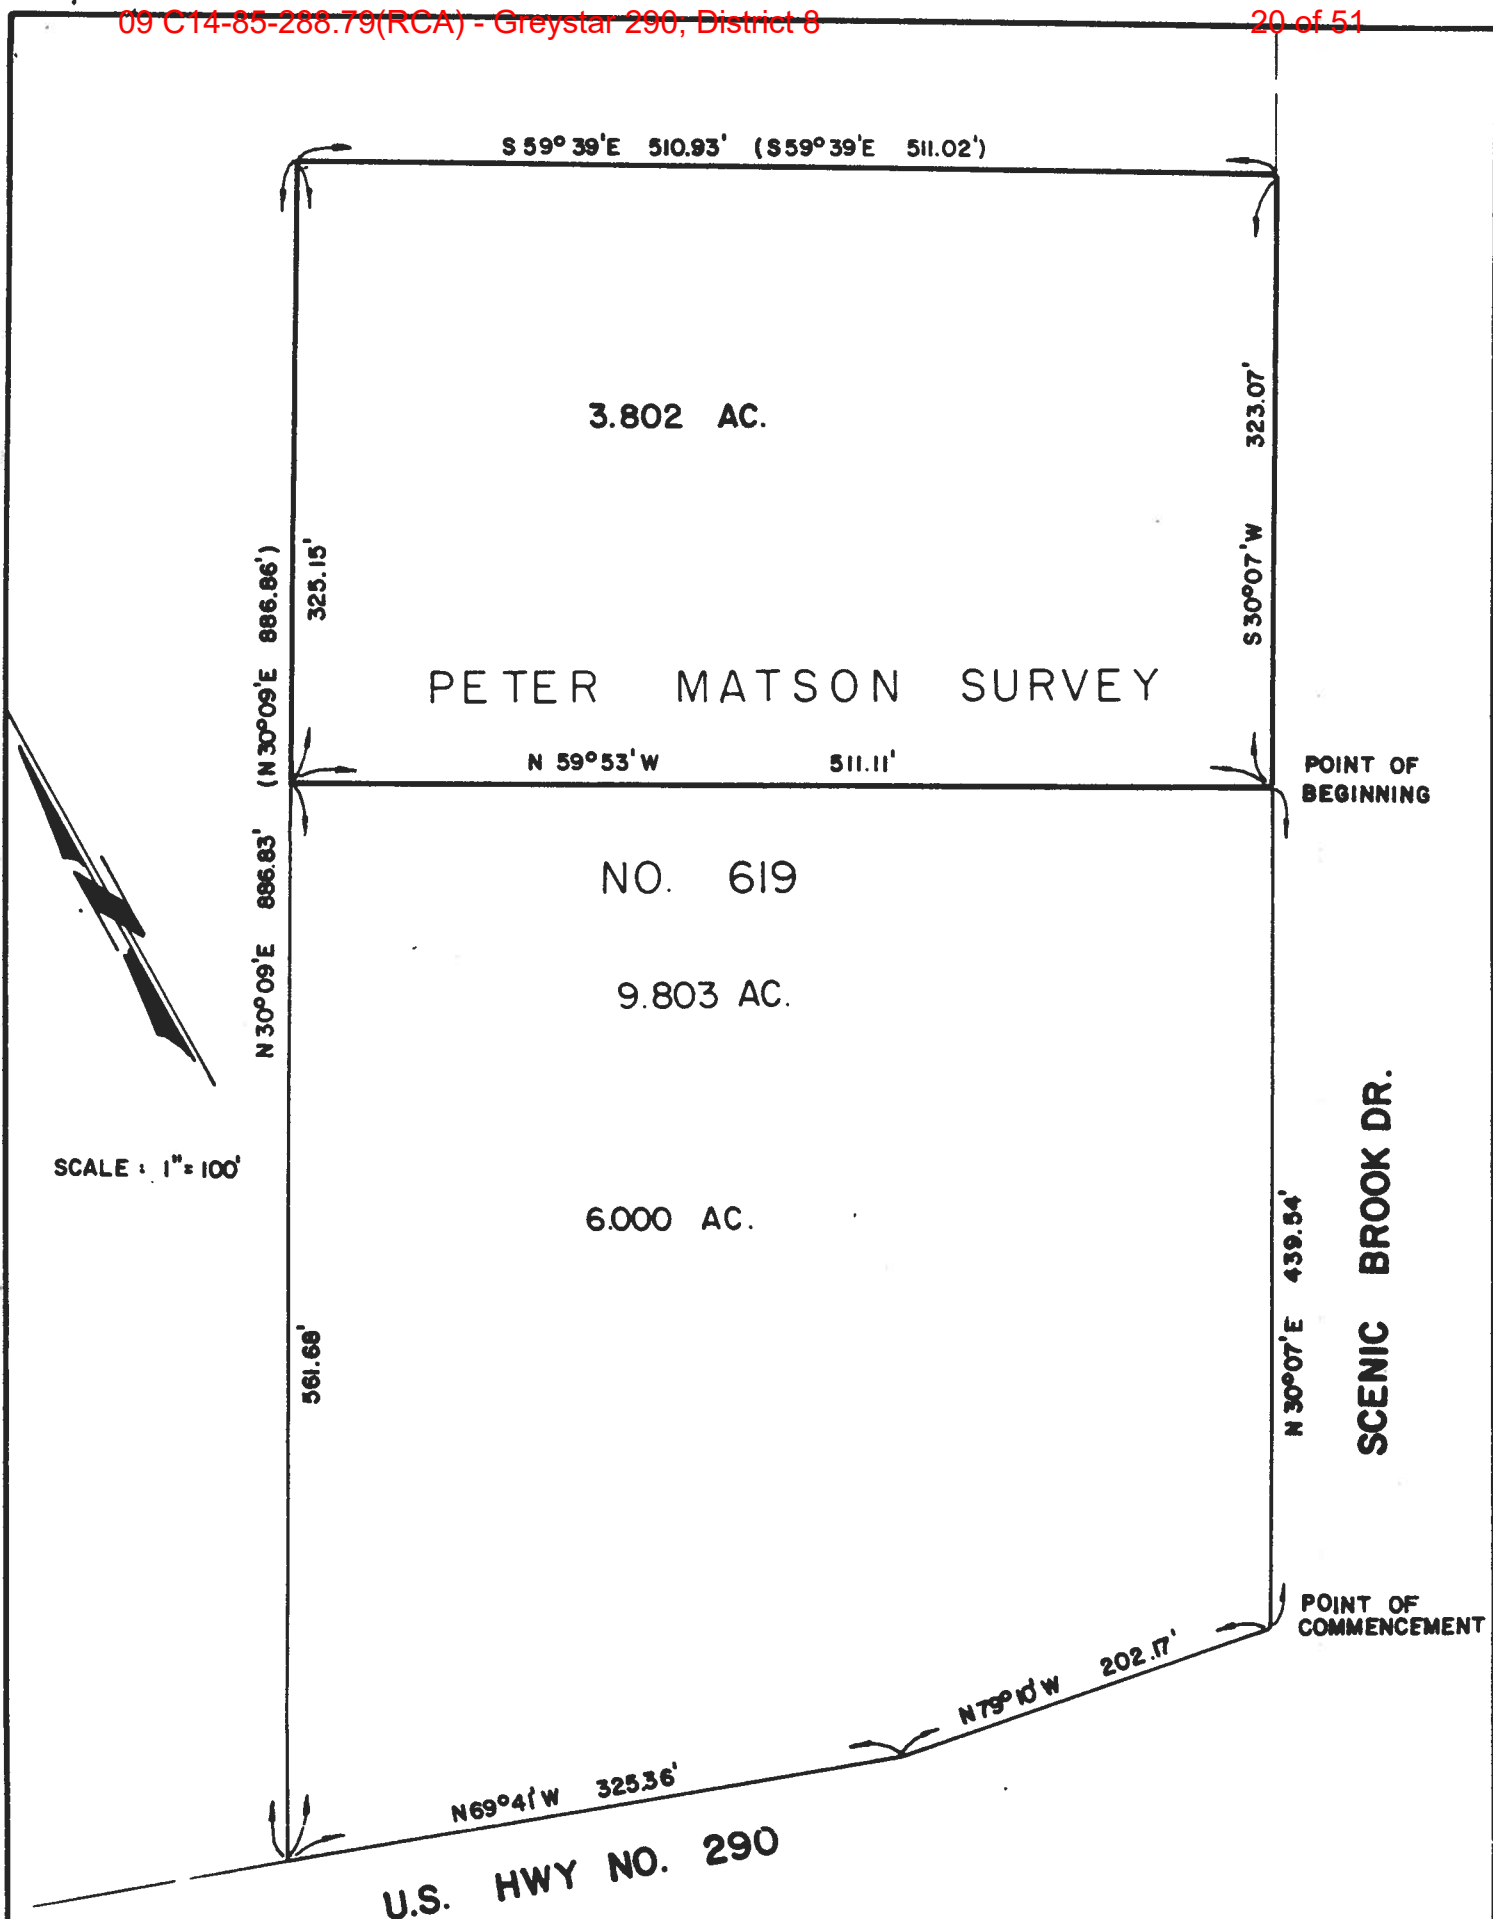 09 C14-85-288.79(RCA) - Greystar 290; District 8
20 of 51
S 59° 39'E 510.93' (S59°39'E 511.02')
3.802 AC.
323.07'
S 30°07'W
(N 30°09'E 886.86')
325.15'
PETER MATSON SURVEY
N 59°53'W 511.11'
POINT OF
BEGINNING
N 30°09'E 886.83'
NO. 619
9.803 AC.
SCALE : 1"= 100'
6.000 AC.
SCENIC BROOK DR.
N 30°07'E 439.54'
561.68'
POINT OF
COMMENCEMENT
N79°10'W 202.17'
N69°41'W 325.36'
U.S. HWY NO. 290